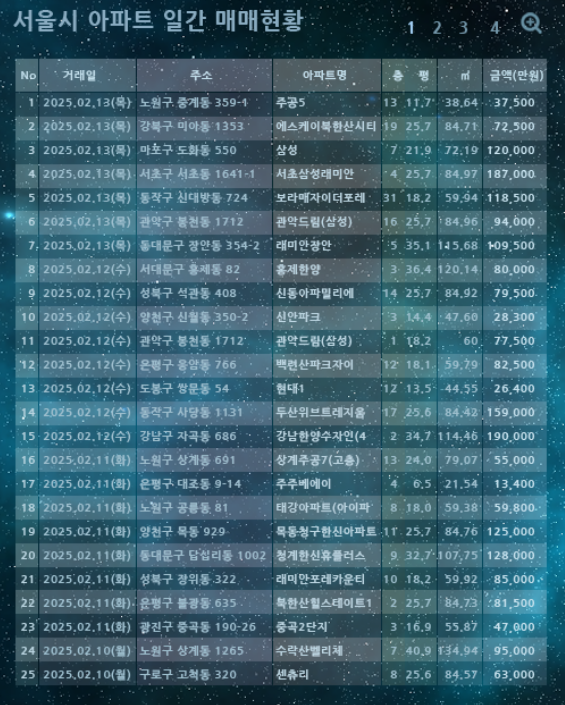 서울시 아파트 일간 매매현황
1 2 3 4
No 거래일 주소 아파트명 층 평 ㎡ 금액(만원)
1 2025.02.13(목) 노원구 중계동 359-1 주공5 13 11.7 38.64 37,500
2 2025.02.13(목) 강북구 미아동 1353 에스케이북한산시티 19 25.7 84.71 72,500
3 2025.02.13(목) 마포구 도화동 550 삼성 7 21.9 72.19 120,000
4 2025.02.13(목) 서초구 서초동 1641-1 서초삼성래미안 4 25.7 84.97 187,000
5 2025.02.13(목) 동작구 신대방동 724 보라매자이더포레 31 18.2 59.94 118,500
6 2025.02.13(목) 관악구 봉천동 1712 관악드림(삼성) 16 25.7 84.96 94,000
7 2025.02.13(목) 동대문구 장안동 354-2 래미안장안 5 35.1 145.68 109,500
8 2025.02.12(수) 서대문구 홍제동 82 홍제한양 3 36.4 120.14 80,000
9 2025.02.12(수) 성북구 석관동 408 신동아파밀리에 14 25.7 84.92 79,500
10 2025.02.12(수) 양천구 신월동 350-2 신안파크 3 14.4 47.60 28,300
11 2025.02.12(수) 관악구 봉천동 1712 관악드림(삼성) 1 18.2 60 77,500
12 2025.02.12(수) 은평구 응암동 766 백련산파크자이 12 18.1 59.79 82,500
13 2025.02.12(수) 도봉구 쌍문동 54 현대1 12 13.5 44.55 26,400
14 2025.02.12(수) 동작구 사당동 1131 두산위브트레지움 17 25.6 84.42 159,000
15 2025.02.12(수) 강남구 자곡동 686 강남한양수자인(4 2 34.7 114.46 190,000
16 2025.02.11(화) 노원구 상계동 691 상계주공7(고층) 13 24.0 79.07 55,000
17 2025.02.11(화) 은평구 대조동 9-14 주주베에이 4 6.5 21.54 13,400
18 2025.02.11(화) 노원구 공릉동 81 태강아파트(아이파 8 18.0 59.38 59,800
19 2025.02.11(화) 양천구 목동 929 목동청구한신아파트 11 25.7 84.76 125,000
20 2025.02.11(화) 동대문구 답십리동 1002 청계한신휴플러스 9 32.7 107.75 128,000
21 2025.02.11(화) 성북구 장위동 322 래미안포레카운티 10 18.2 59.92 85,000
22 2025.02.11(화) 은평구 불광동 635 북한산힐스테이트1 2 25.7 84.73 81,500
23 2025.02.11(화) 광진구 중곡동 190-26 중곡2단지 3 16.9 55.87 47,000
24 2025.02.10(월) 노원구 상계동 1265 수락산벨리체 7 40.9 134.94 95,000
25 2025.02.10(월) 구로구 고척동 320 센츄리 8 25.6 84.57 63,000